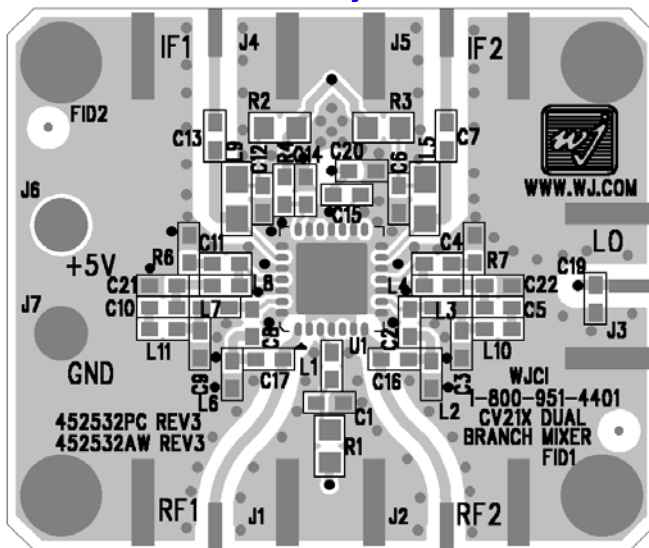 IF1
J4
J5
IF2
FID2
R2
R3
C13
L9
C12
R4
C14
C20
C6
L5
C7
wj
WWW.WJ.COM
J6
C15
+5V
R6
C11
C4
R7
LO
C21
L8
L4
C22
C19
C10
L7
L3
C5
J7
J3
L11
C8
U1
C2
L10
GND
C9
C17
L1
C16
C3
L6
L2
WJCI
1-800-951-4401
CV21X DUAL
BRANCH MIXER
FID1
C1
452532PC REV3
452532AW REV3
R1
RF1
J1
J2
RF2